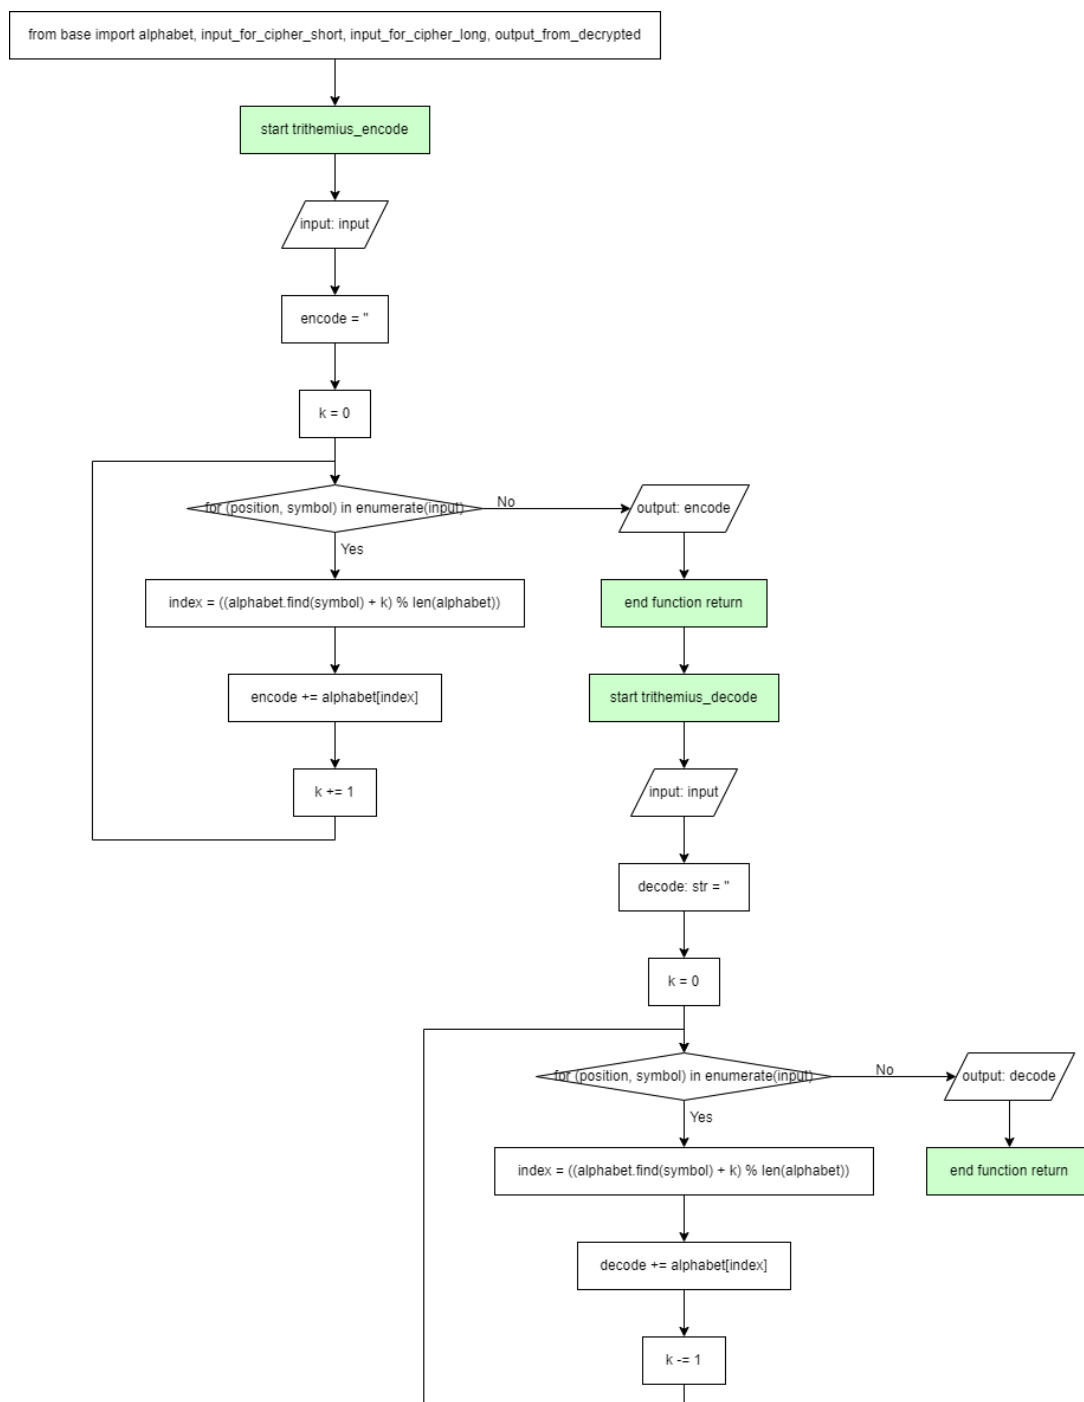 from base import alphabet, input_for_cipher_short, input_for_cipher_long, output_from_decrypted
start trithemius_encode
input: input
encode = ''
k = 0
for (position, symbol) in enumerate(input)
No
output: encode
Yes
index = ((alphabet.find(symbol) + k) % len(alphabet))
end function return
encode += alphabet[index]
start trithemius_decode
k += 1
input: input
decode: str = ''
k = 0
for (position, symbol) in enumerate(input)
No
output: decode
Yes
index = ((alphabet.find(symbol) + k) % len(alphabet))
end function return
decode += alphabet[index]
k -= 1